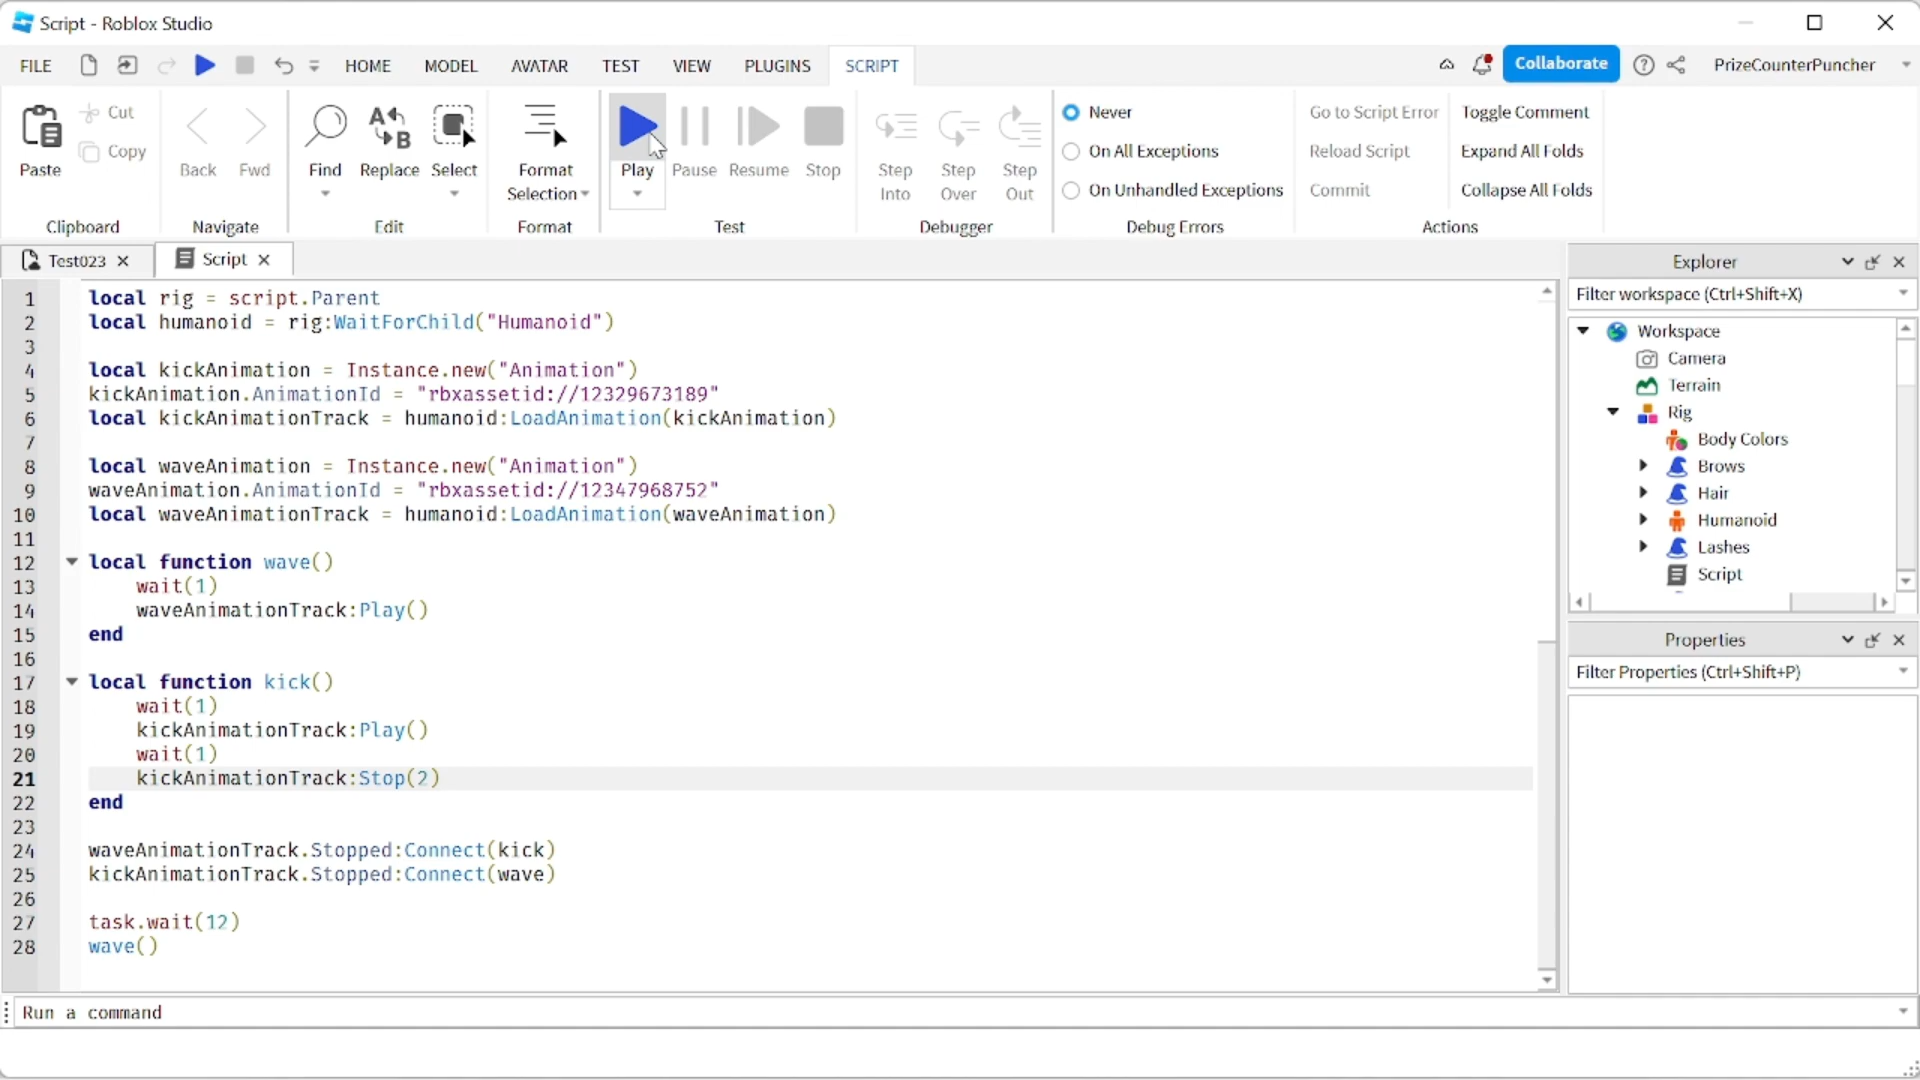 Script - Roblox Studio
FILE HOME MODEL AVATAR TEST VIEW PLUGINS SCRIPT Collaborate PrizeCounterPuncher
Paste Cut Copy
Clipboard
Back Fwd
Navigate
Find Replace Select
Edit
Format Selection
Format
Play Pause Resume Stop
Test
Step Into Step Over Step Out
Debugger
Never
On All Exceptions
On Unhandled Exceptions
Debug Errors
Go to Script Error Toggle Comment
Reload Script Expand All Folds
Commit Collapse All Folds
Actions
Test023 Script
1 local rig = script.Parent
2 local humanoid = rig:WaitForChild("Humanoid")
3
4 local kickAnimation = Instance.new("Animation")
5 kickAnimation.AnimationId = "rbxassetid://12329673189"
6 local kickAnimationTrack = humanoid:LoadAnimation(kickAnimation)
7
8 local waveAnimation = Instance.new("Animation")
9 waveAnimation.AnimationId = "rbxassetid://12347968752"
10 local waveAnimationTrack = humanoid:LoadAnimation(waveAnimation)
11
12 local function wave()
13 wait(1)
14 waveAnimationTrack:Play()
15 end
16
17 local function kick()
18 wait(1)
19 kickAnimationTrack:Play()
20 wait(1)
21 kickAnimationTrack:Stop(2)
22 end
23
24 waveAnimationTrack.Stopped:Connect(kick)
25 kickAnimationTrack.Stopped:Connect(wave)
26
27 task.wait(12)
28 wave()
Explorer
Filter workspace (Ctrl+Shift+X)
Workspace
Camera
Terrain
Rig
Body Colors
Brows
Hair
Humanoid
Lashes
Script
Properties
Filter Properties (Ctrl+Shift+P)
Run a command